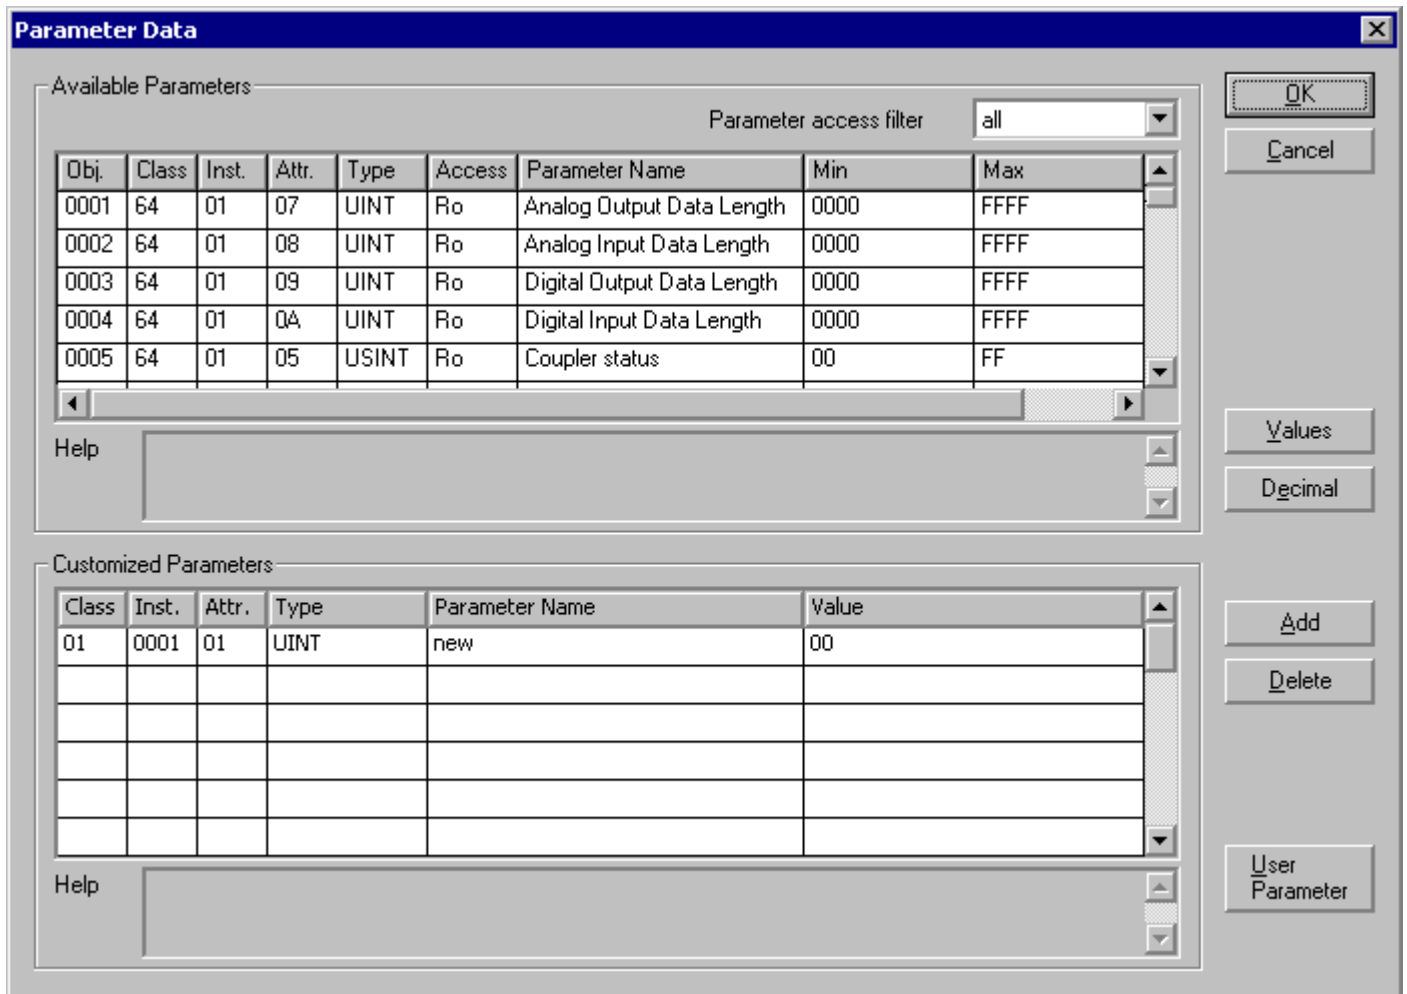 Parameter Data
Available Parameters
OK
Parameter access filter all
Cancel
Obj. Class Inst. Attr. Type Access Parameter Name Min Max
0001 64 01 07 UINT Ro Analog Output Data Length 0000 FFFF
0002 64 01 08 UINT Ro Analog Input Data Length 0000 FFFF
0003 64 01 09 UINT Ro Digital Output Data Length 0000 FFFF
0004 64 01 0A UINT Ro Digital Input Data Length 0000 FFFF
0005 64 01 05 USINT Ro Coupler status 00 FF
Help
Values
Decimal
Customized Parameters
Class Inst. Attr. Type Parameter Name Value
01 0001 01 UINT new 00
Add
Delete
Help
User
Parameter